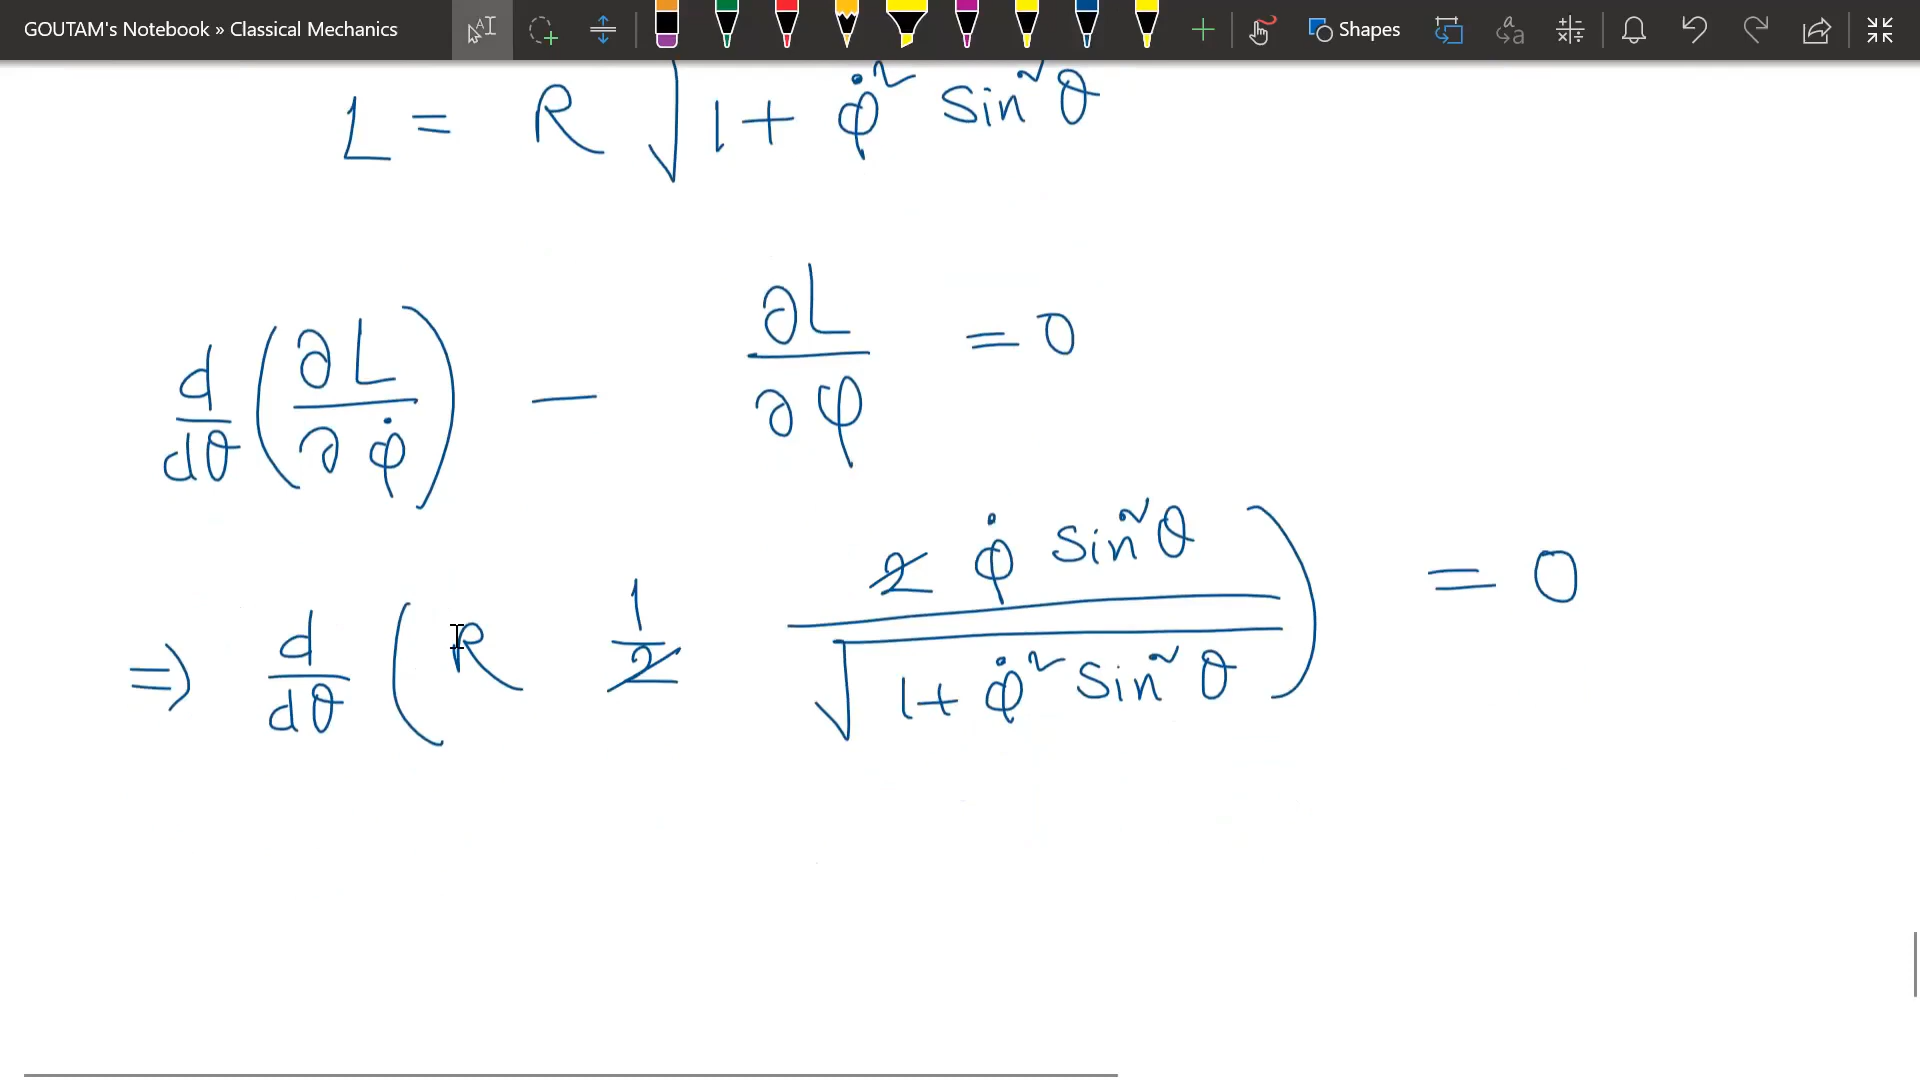 GOUTAM's Notebook » Classical Mechanics Shapes
L = R √(1 + φ̇² sin²θ)
d/dθ (∂L/∂φ̇) — ∂L/∂φ = 0
⇒ d/dθ (R 1/2 2 φ̇ sin²θ / √(1 + φ̇² sin²θ)) = 0